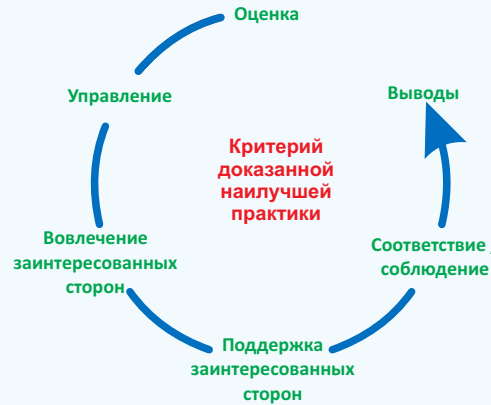 Оценка
Управление
Выводы
Критерий
доказанной
наилучшей
практики
Вовлечение
заинтересованных
сторон
Соответствие
соблюдение
Поддержка
заинтересованных
сторон